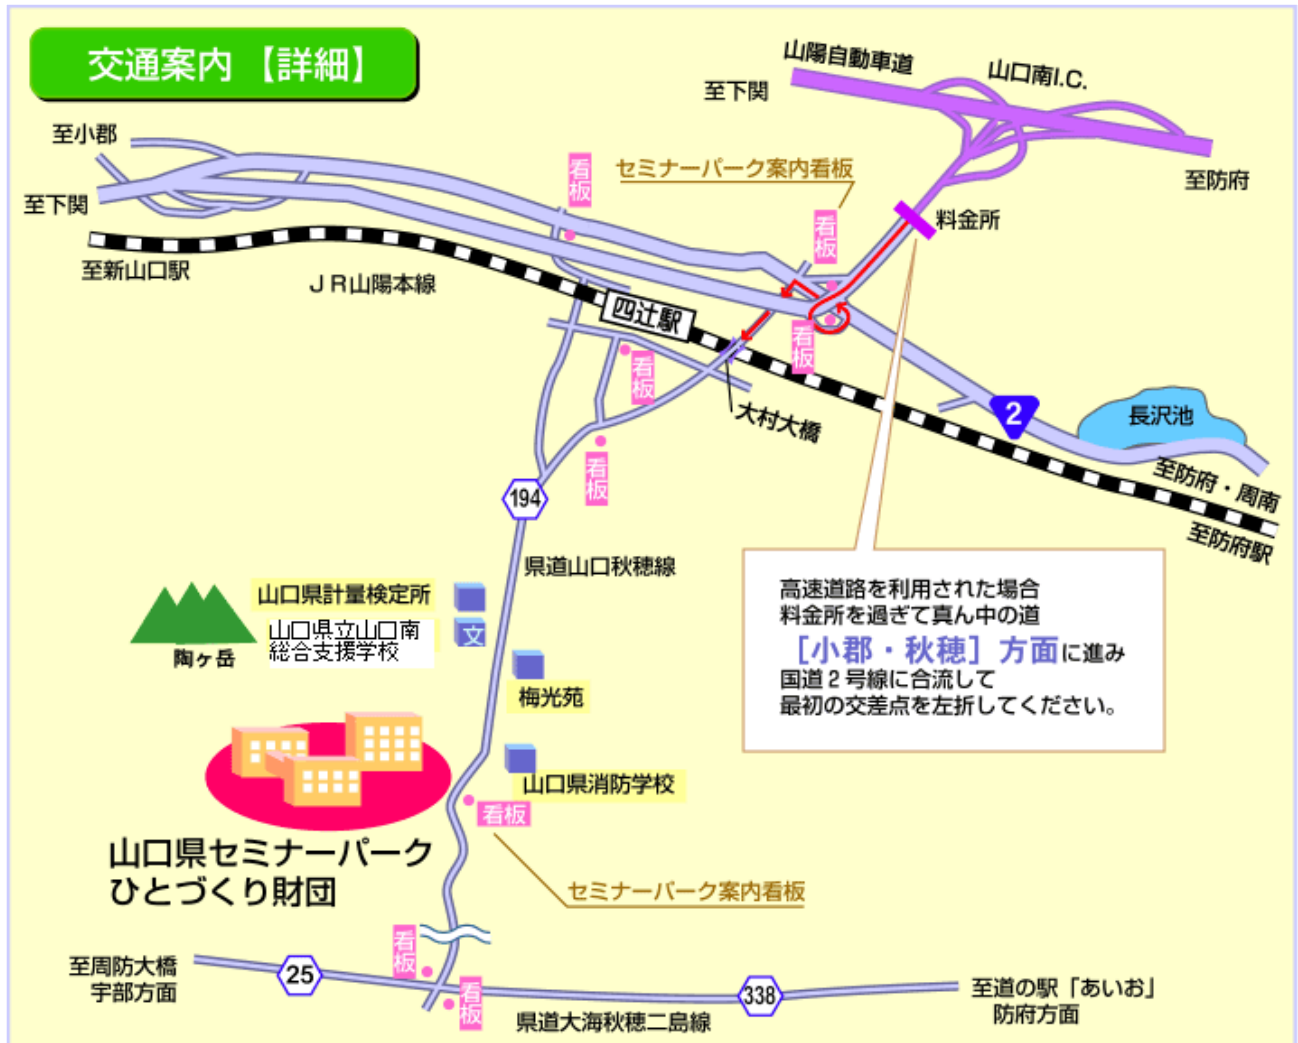 交通案内【詳細】
山陽自動車道
山口南I.C.
至下関
至小郡
至下関
看板
セミナーパーク案内看板
看板
至防府
料金所
至新山口駅
ＪＲ山陽本線
四辻駅
看板
看板
大村大橋
2
長沢池
至防府・周南
至防府駅
看板
194
県道山口秋穂線
高速道路を利用された場合
料金所を過ぎて真ん中の道
［小郡・秋穂］方面に進み
国道２号線に合流して
最初の交差点を左折してください。
山口県計量検定所
山口県立山口南
総合支援学校
文
陶ヶ岳
梅光苑
山口県消防学校
看板
山口県セミナーパーク
ひとづくり財団
セミナーパーク案内看板
看板
至周防大橋
宇部方面
25
看板
338
至道の駅「あいお」
防府方面
県道大海秋穂二島線